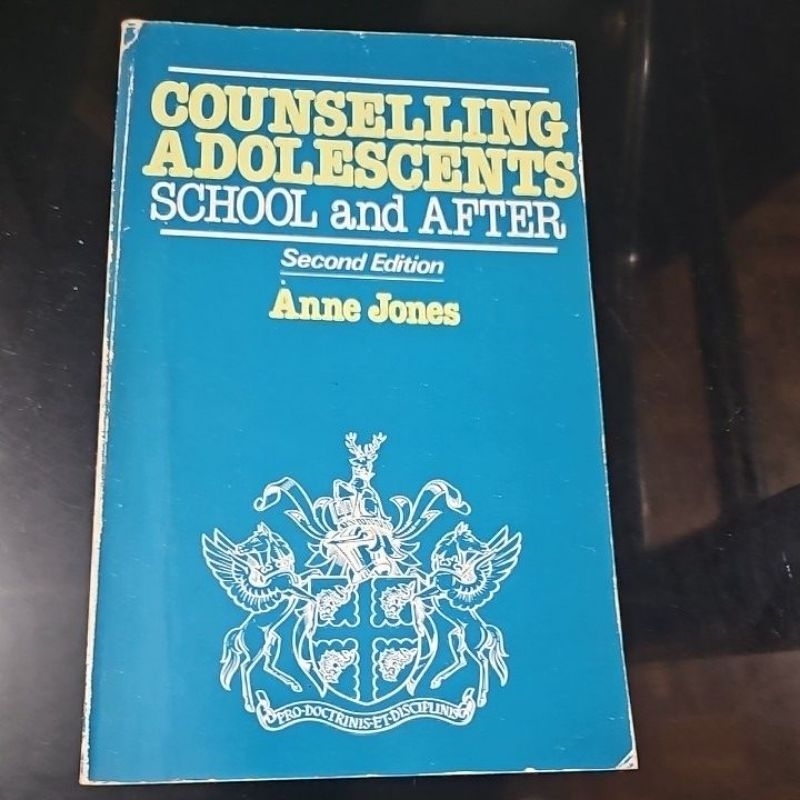 COUNSELLING
ADOLESCENTS
SCHOOL and AFTER
Second Edition
Anne Jones
PRO·DOCTRINIS·ET·DISCIPLINIS